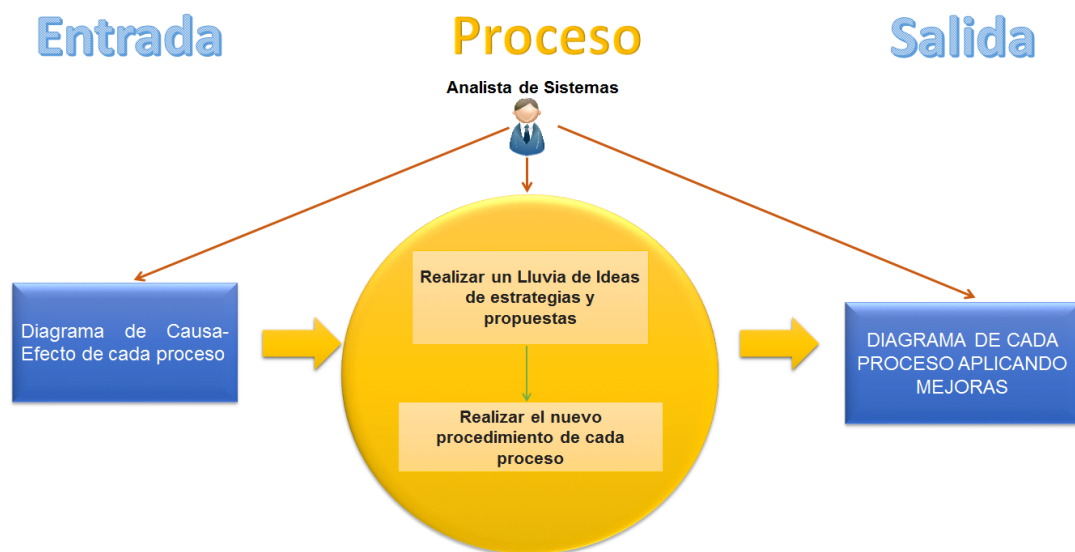 Entrada
Proceso
Salida
Analista de Sistemas
Diagrama de Causa-
Efecto de cada proceso
Realizar un Lluvia de Ideas
de estrategias y
propuestas
Realizar el nuevo
procedimiento de cada
proceso
DIAGRAMA DE CADA
PROCESO APLICANDO
MEJORAS